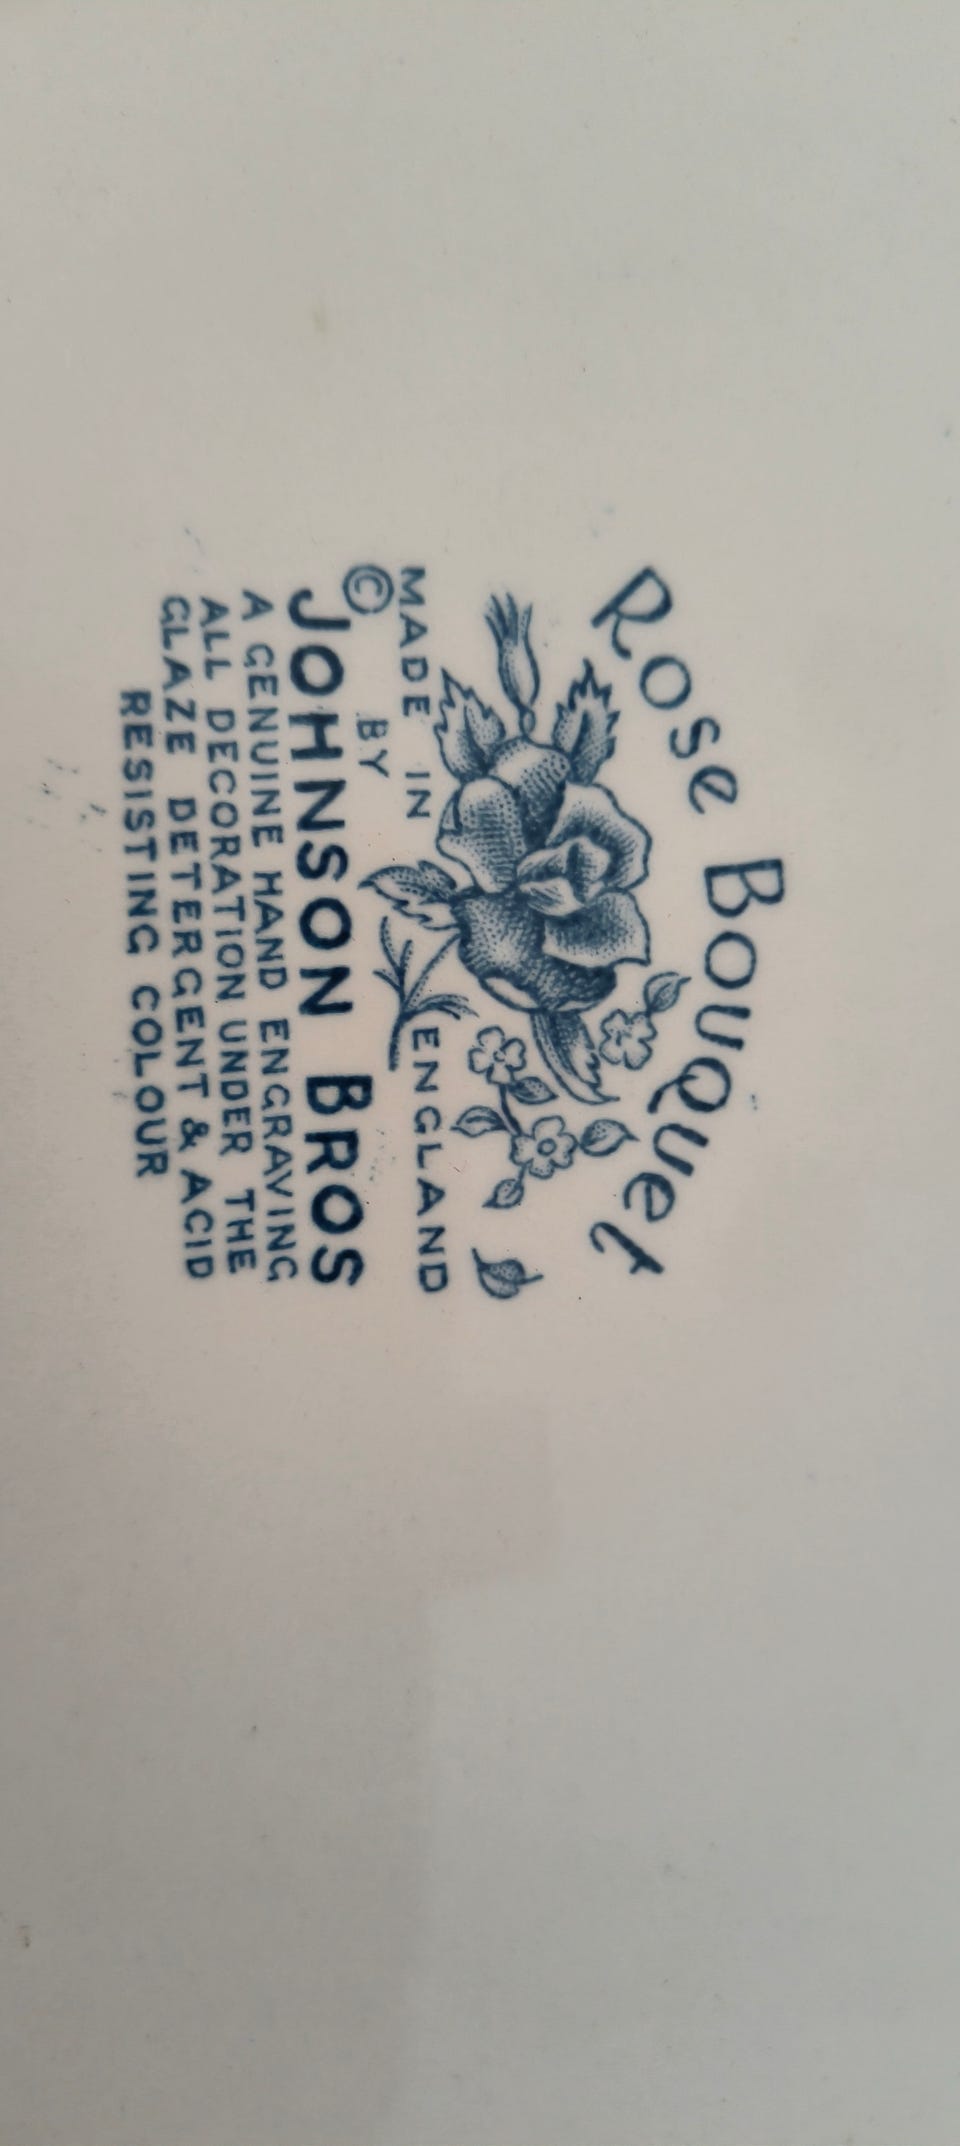 Rose Bouquet
MADE IN ENGLAND
© BY
JOHNSON BROS
A GENUINE HAND ENGRAVING
ALL DECORATION UNDER THE
GLAZE DETERGENT & ACID
RESISTING COLOUR